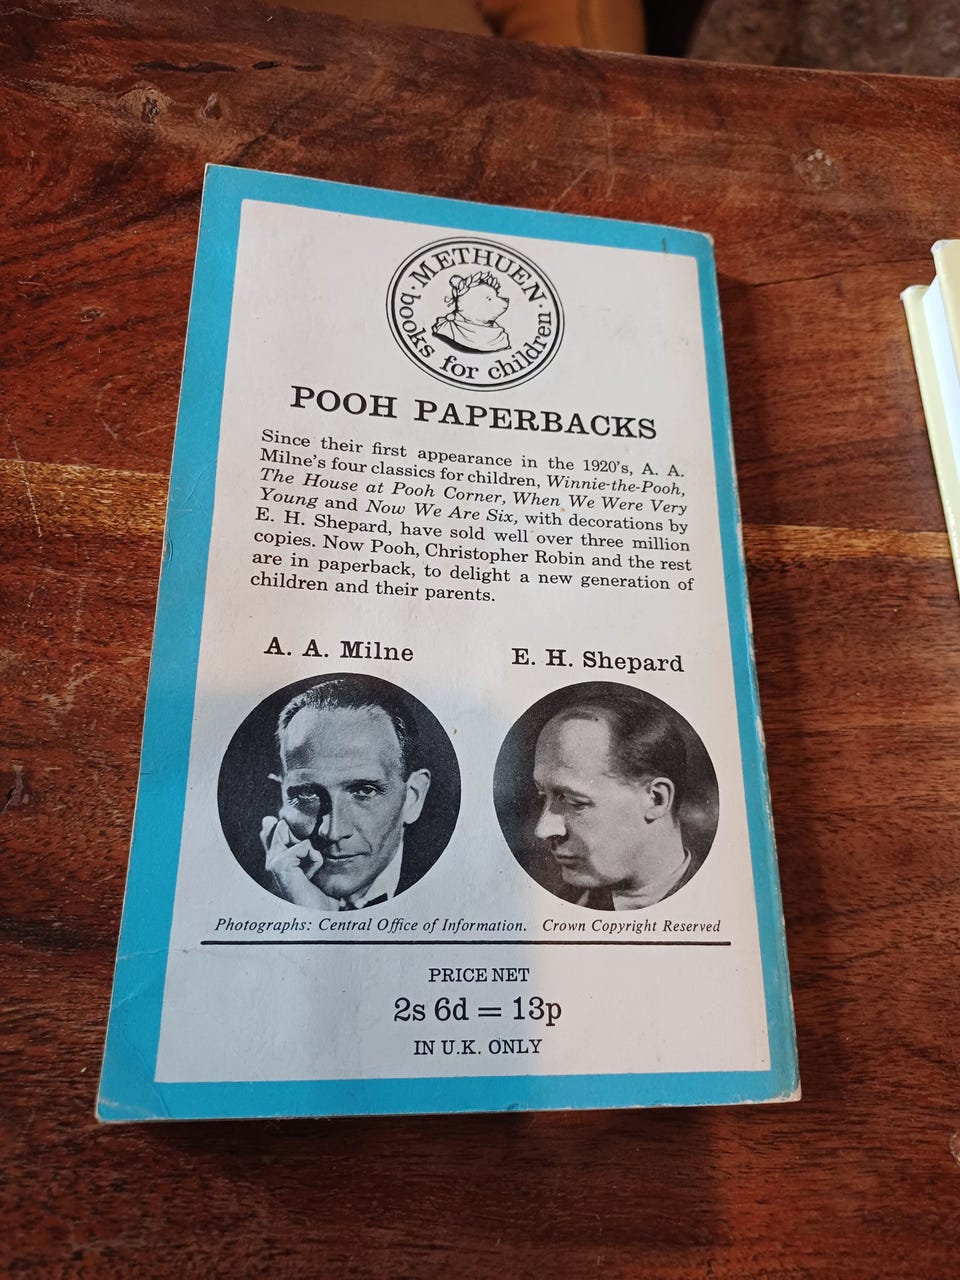 METHUEN
books for children
POOH PAPERBACKS
Since their first appearance in the 1920's, A. A.
Milne's four classics for children, Winnie-the-Pooh,
The House at Pooh Corner, When We Were Very
Young and Now We Are Six, with decorations by
E. H. Shepard, have sold well over three million
copies. Now Pooh, Christopher Robin and the rest
are in paperback, to delight a new generation of
children and their parents.
A. A. Milne E. H. Shepard
Photographs: Central Office of Information. Crown Copyright Reserved
PRICE NET
2s 6d = 13p
IN U.K. ONLY